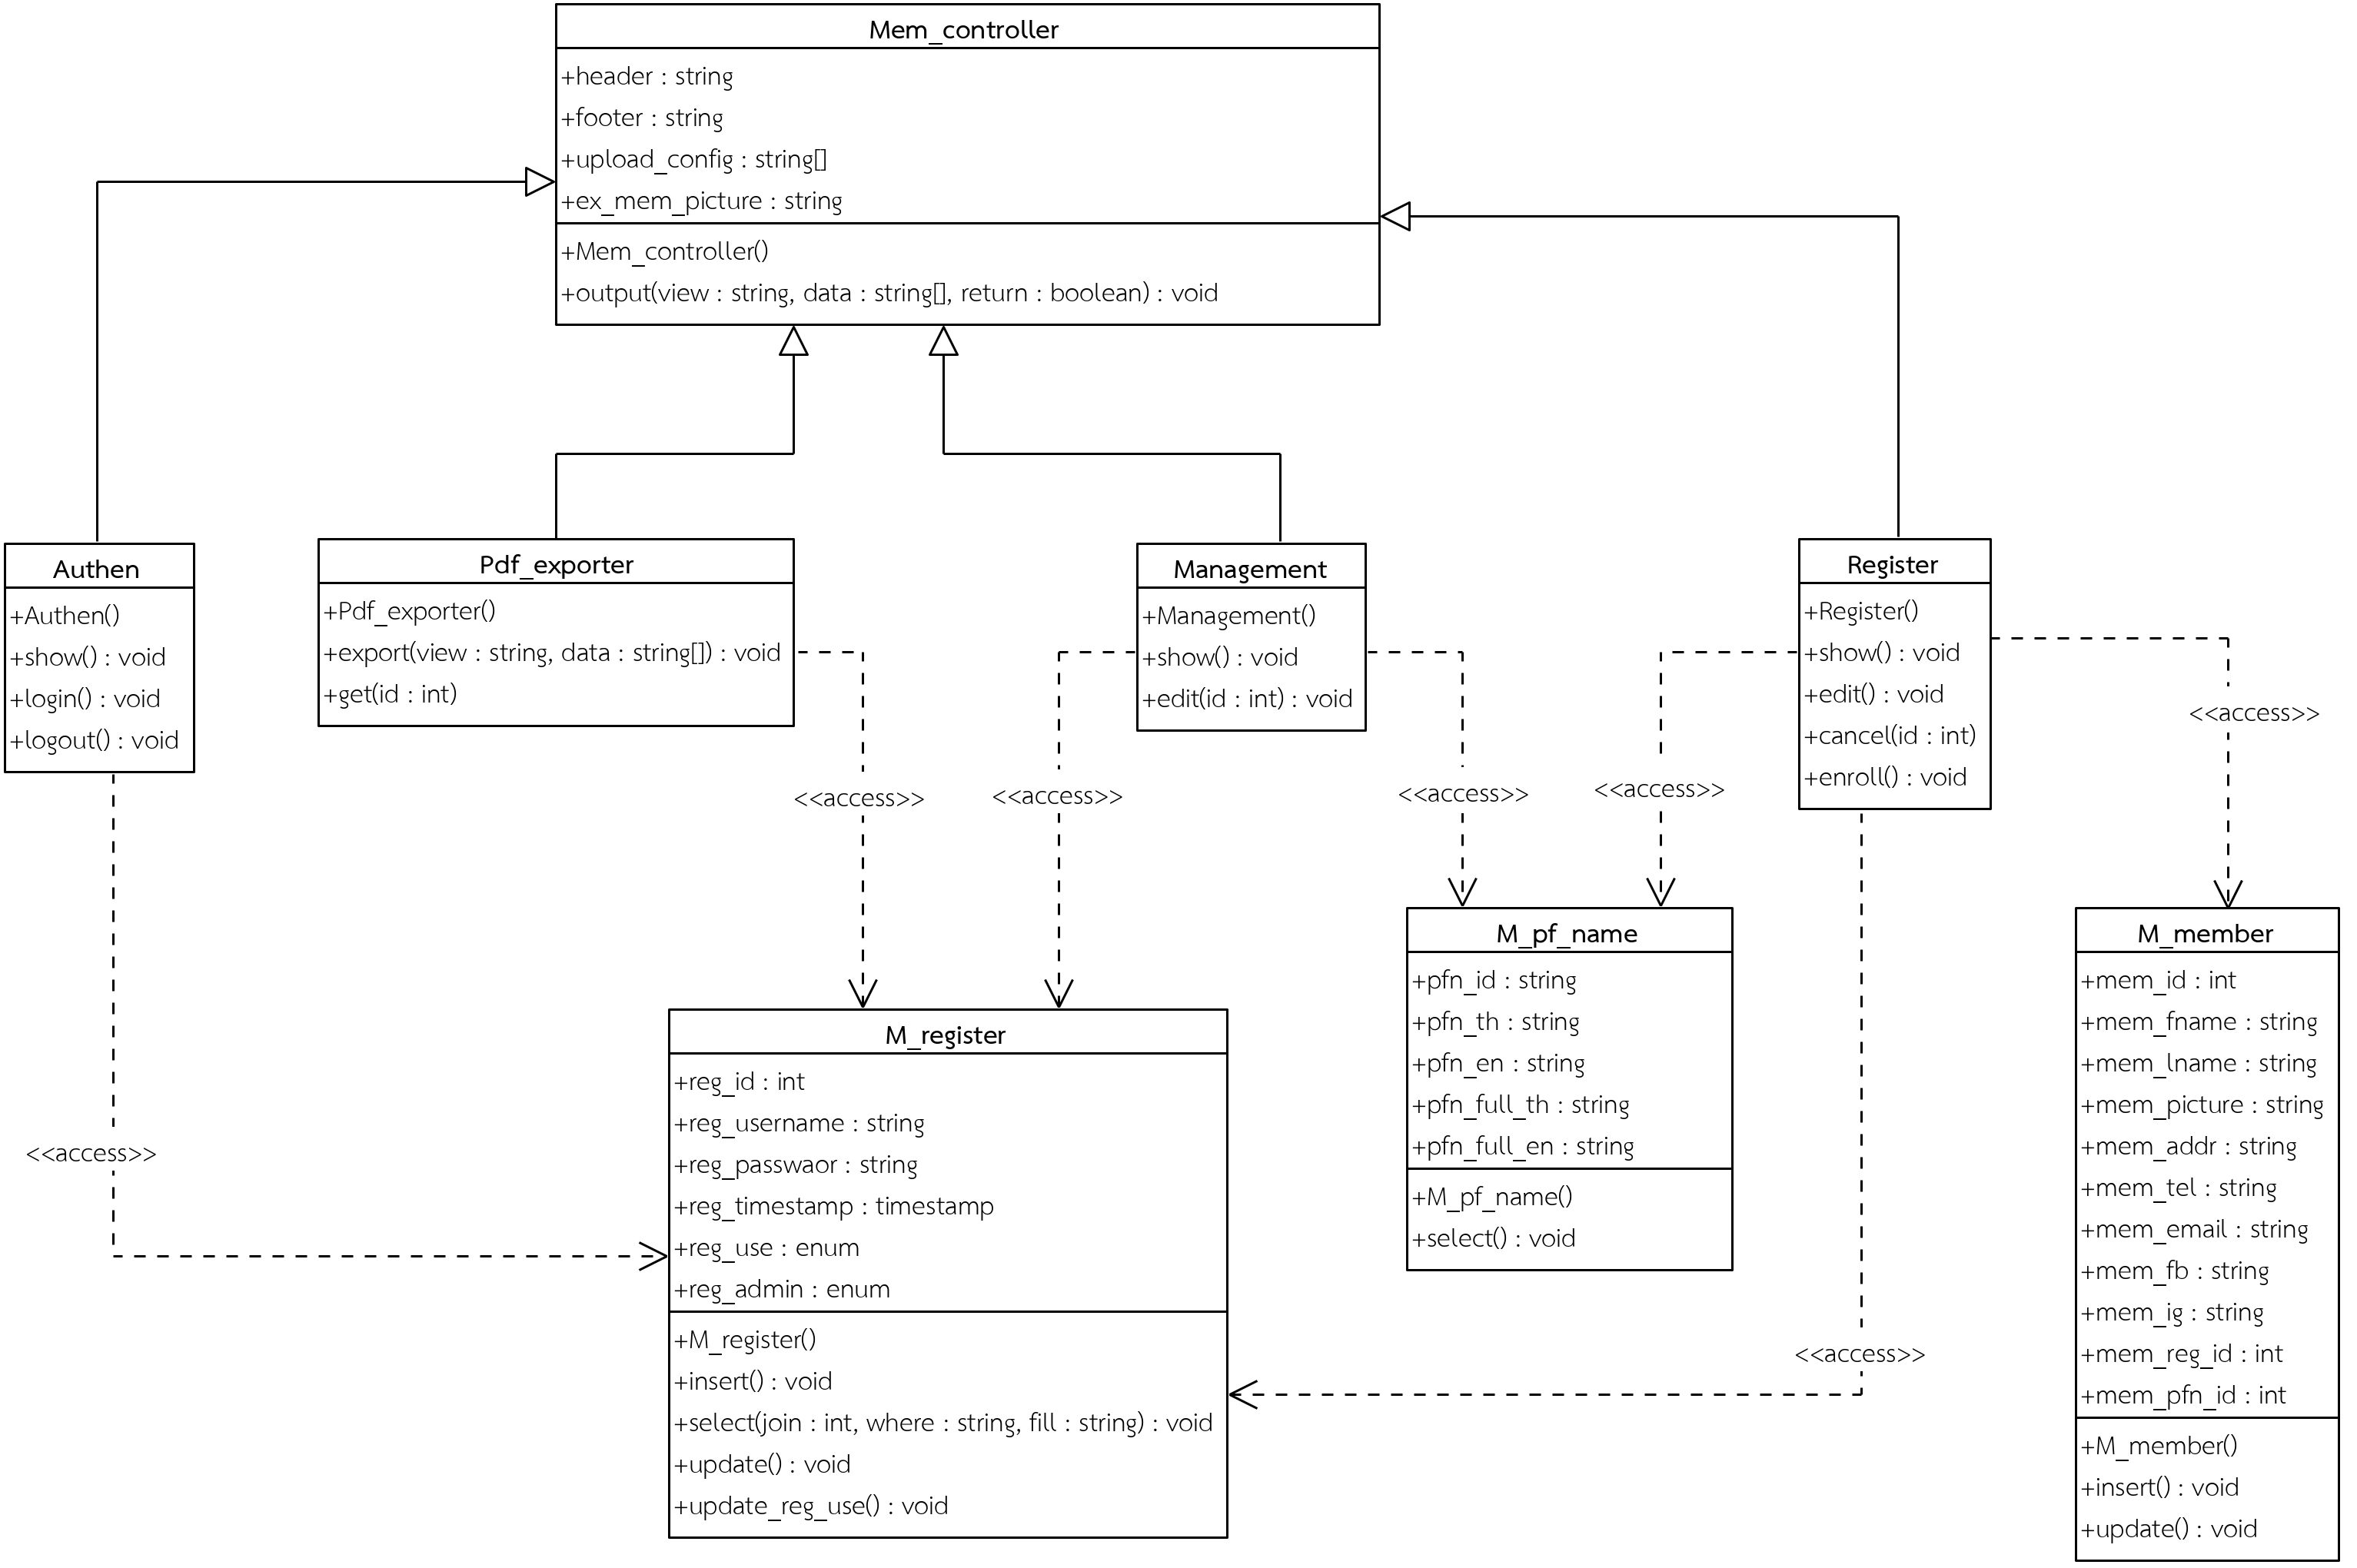 Mem_controller
+header : string
+footer : string
+upload_config : string[]
+ex_mem_picture : string
+Mem_controller()
+output(view : string, data : string[], return : boolean) : void
Authen
+Authen()
+show() : void
+login() : void
+logout() : void
Pdf_exporter
+Pdf_exporter()
+export(view : string, data : string[]) : void
+get(id : int)
Management
+Management()
+show() : void
+edit(id : int) : void
Register
+Register()
+show() : void
+edit() : void
+cancel(id : int)
+enroll() : void
<<access>>
<<access>>
<<access>>
<<access>>
<<access>>
<<access>>
<<access>>
M_register
+reg_id : int
+reg_username : string
+reg_passwaor : string
+reg_timestamp : timestamp
+reg_use : enum
+reg_admin : enum
+M_register()
+insert() : void
+select(join : int, where : string, fill : string) : void
+update() : void
+update_reg_use() : void
M_pf_name
+pfn_id : string
+pfn_th : string
+pfn_en : string
+pfn_full_th : string
+pfn_full_en : string
+M_pf_name()
+select() : void
M_member
+mem_id : int
+mem_fname : string
+mem_lname : string
+mem_picture : string
+mem_addr : string
+mem_tel : string
+mem_email : string
+mem_fb : string
+mem_ig : string
+mem_reg_id : int
+mem_pfn_id : int
+M_member()
+insert() : void
+update() : void